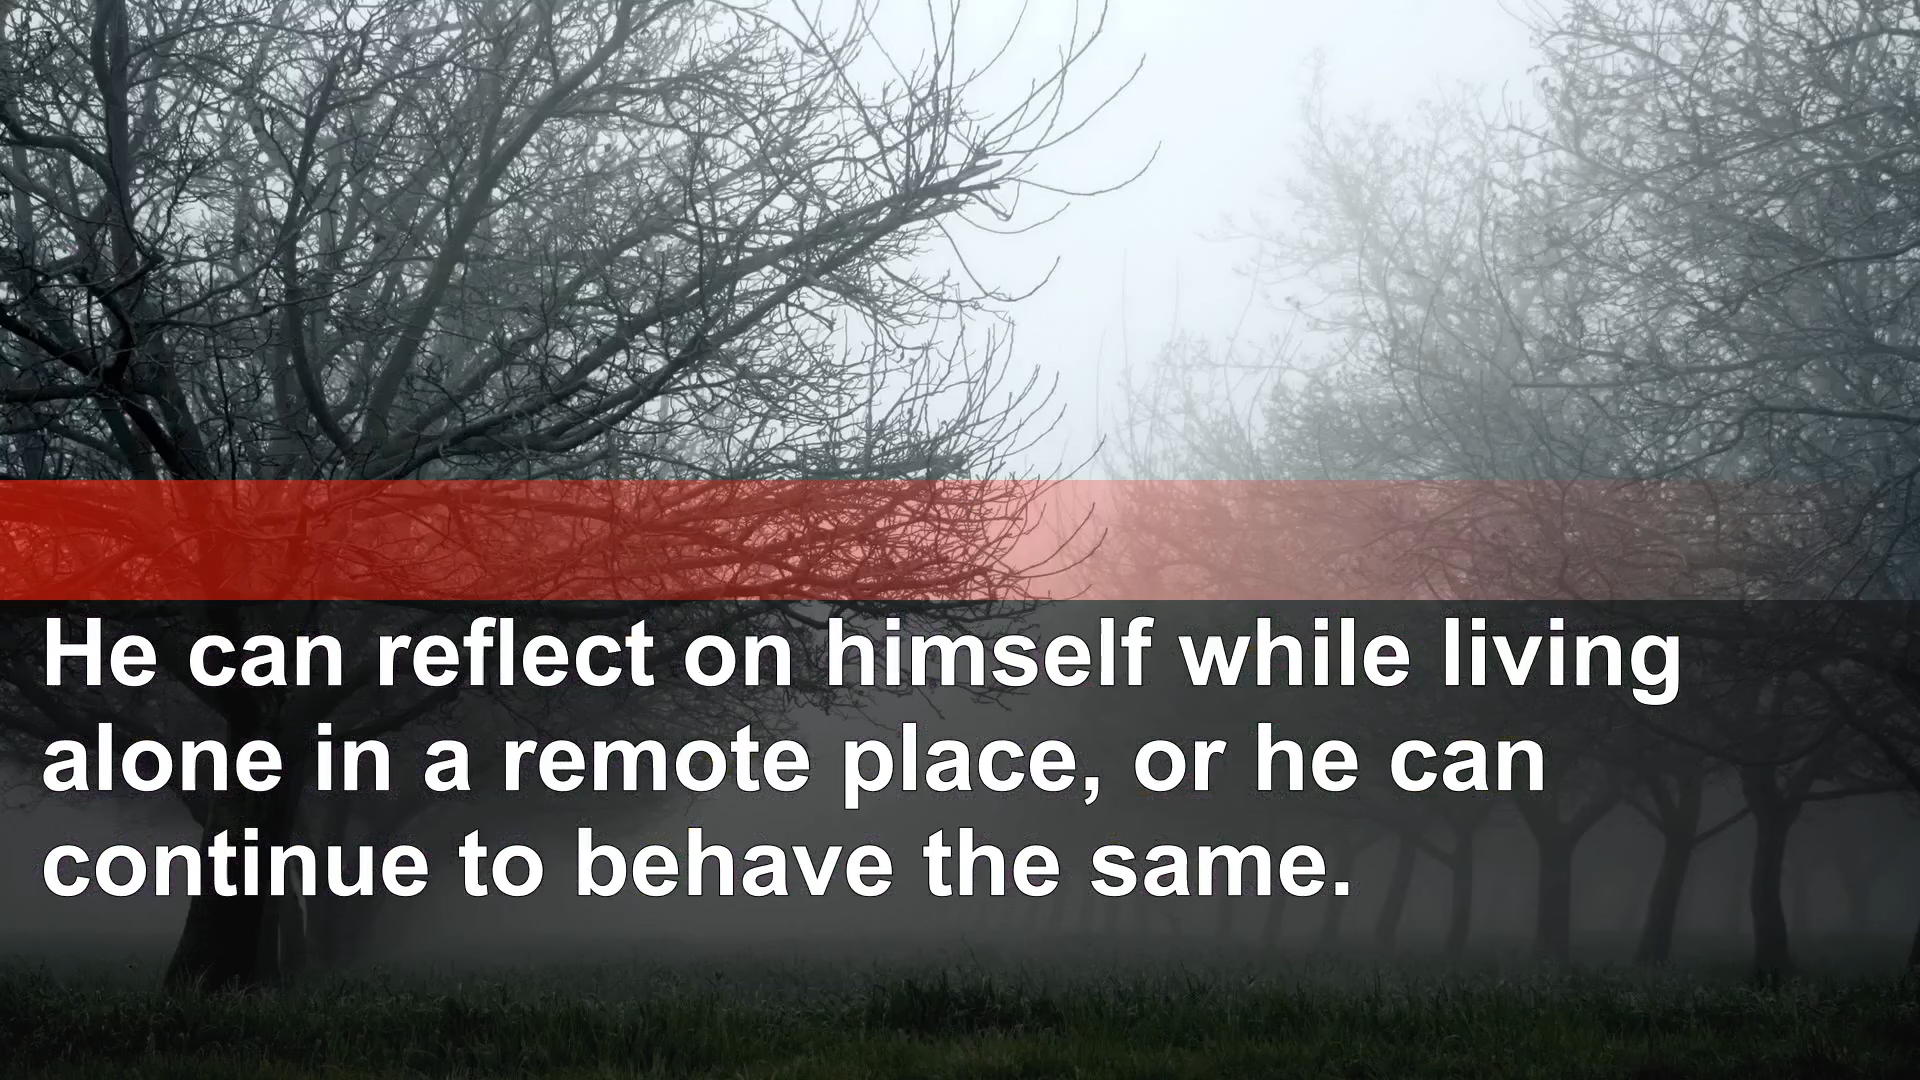 He can reflect on himself while living
alone in a remote place, or he can
continue to behave the same.